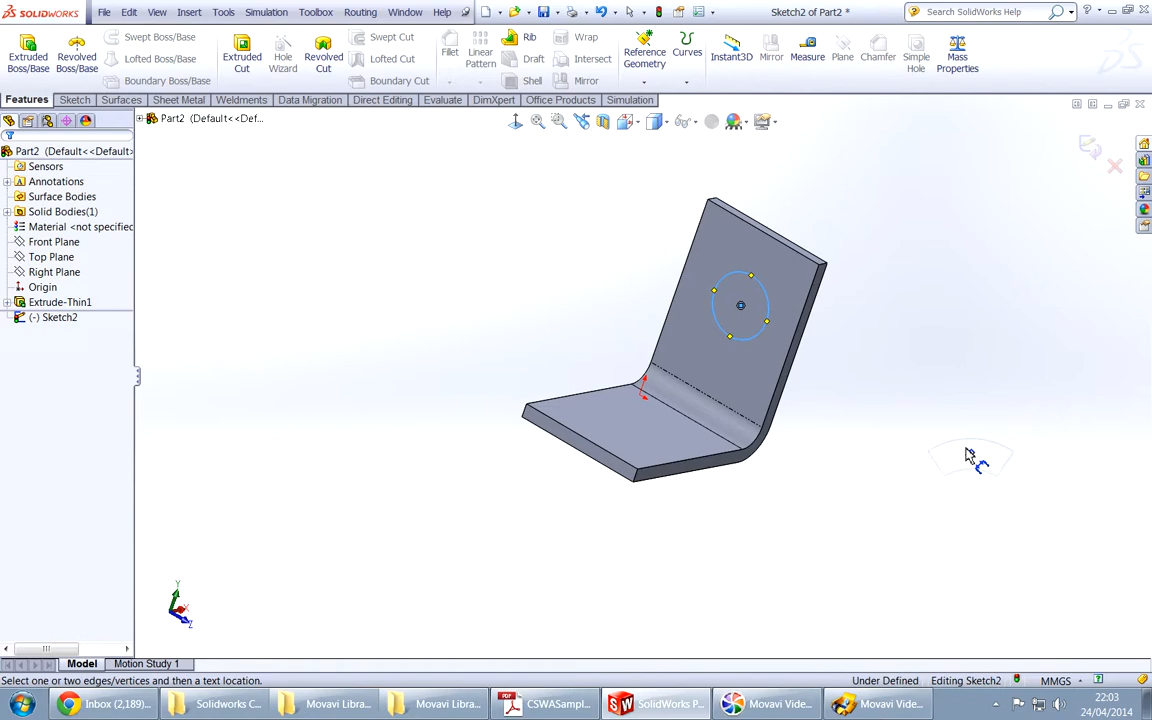 SOLIDWORKS File Edit View Insert Tools Simulation Toolbox Routing Window Help Sketch2 of Part2 * Search SolidWorks Help
Extruded Boss/Base Revolved Boss/Base Swept Boss/Base Lofted Boss/Base Boundary Boss/Base Extruded Cut Hole Wizard Revolved Cut Swept Cut Lofted Cut Boundary Cut Fillet Linear Pattern Rib Draft Shell Wrap Intersect Mirror Reference Geometry Curves Instant3D Mirror Measure Plane Chamfer Simple Hole Mass Properties
Features Sketch Surfaces Sheet Metal Weldments Data Migration Direct Editing Evaluate DimXpert Office Products Simulation
Part2 (Default<<Def...
Part2 (Default<<Default>
Sensors
Annotations
Surface Bodies
Solid Bodies(1)
Material <not specified
Front Plane
Top Plane
Right Plane
Origin
Extrude-Thin1
(-) Sketch2
Y
X
Z
Model Motion Study 1
Select one or two edges/vertices and then a text location. Under Defined Editing Sketch2 MMGS
Inbox (2,189)... Solidworks C... Movavi Libra... Movavi Libra... CSWASampl... SolidWorks P... Movavi Vide... Movavi Vide... 22:03
24/04/2014